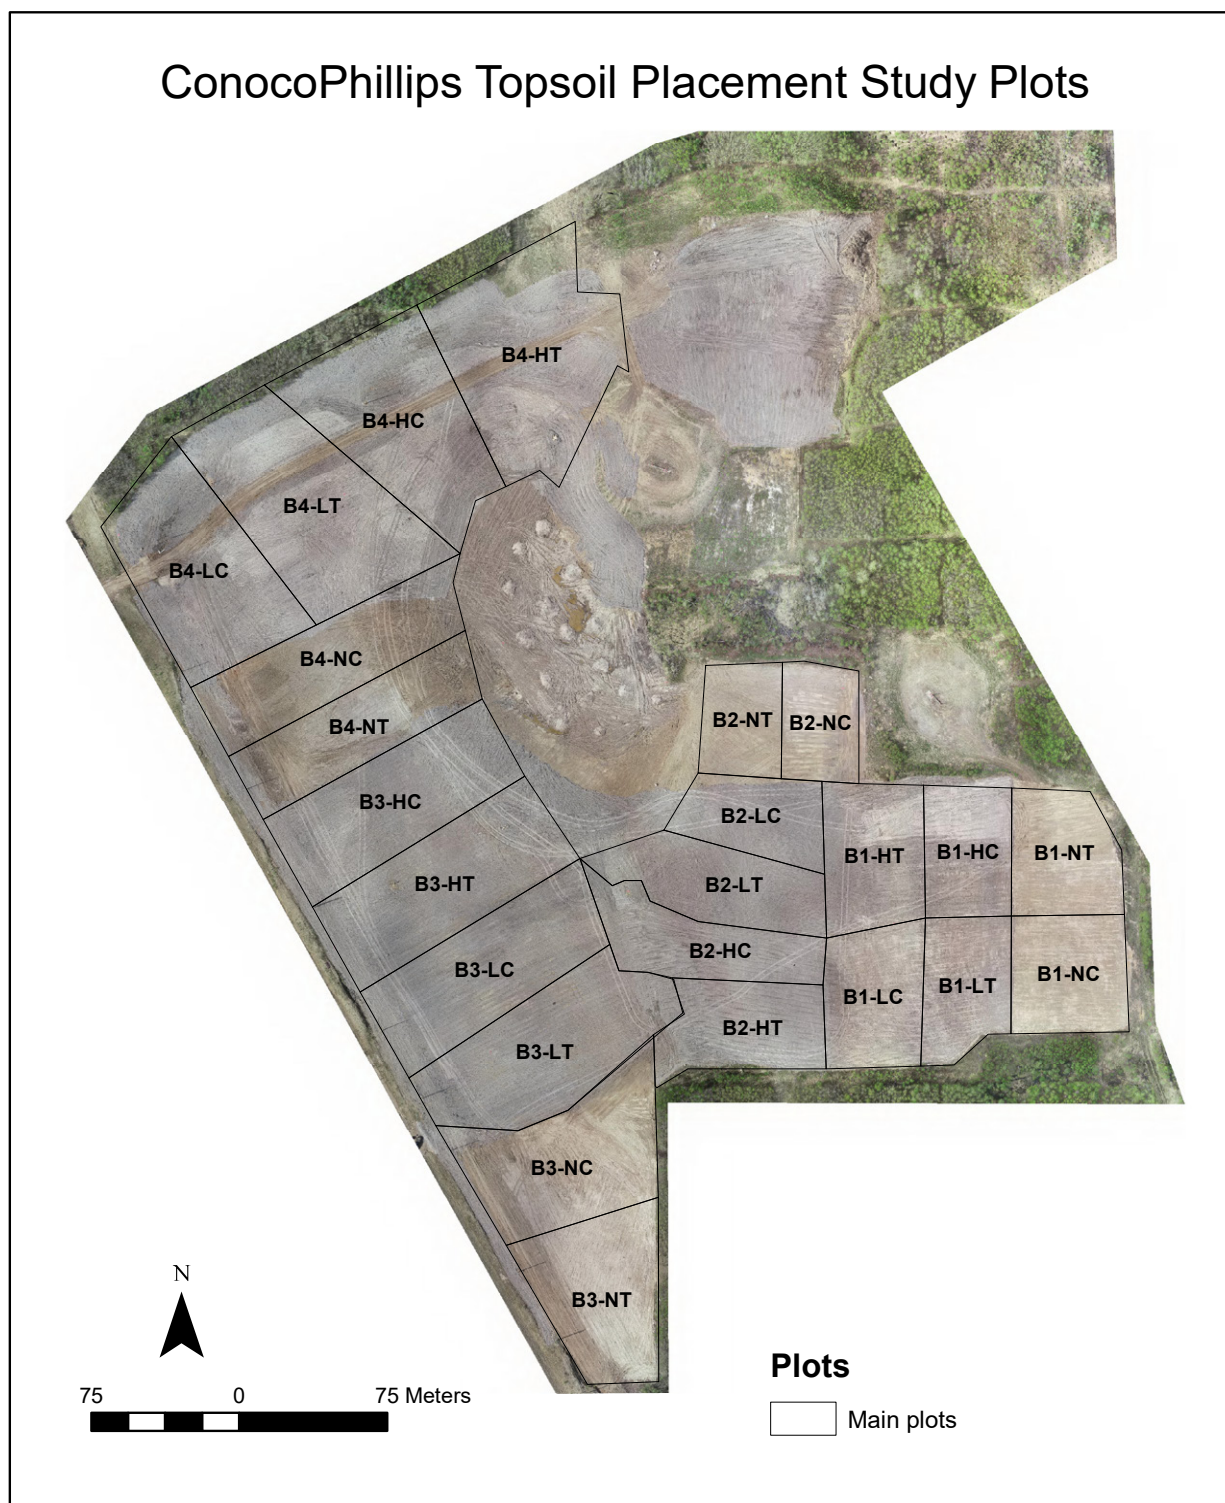 ConocoPhillips Topsoil Placement Study Plots
B4-HT
B4-HC
B4-LT
B4-LC
B4-NC
B4-NT
B2-NT
B2-NC
B3-HC
B2-LC
B1-HT
B1-HC
B1-NT
B3-HT
B2-LT
B2-HC
B3-LC
B1-LC
B1-LT
B1-NC
B2-HT
B3-LT
B3-NC
B3-NT
N
75 0 75 Meters
Plots
Main plots